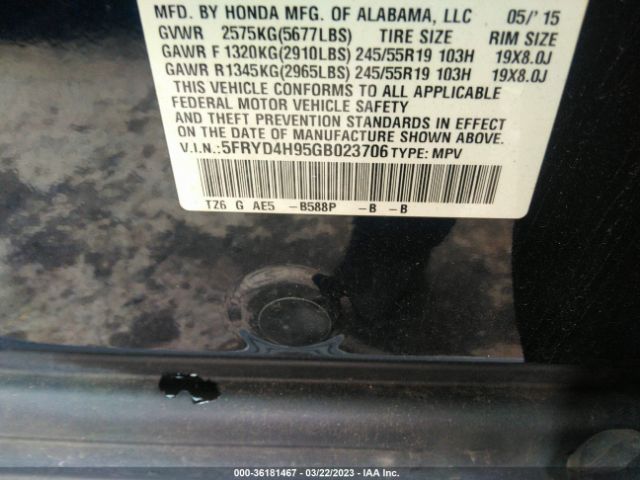 MFD. BY HONDA MFG. OF ALABAMA, LLC 05/' 15
GVWR 2575KG(5677LBS) TIRE SIZE RIM SIZE
GAWR F 1320KG(2910LBS) 245/55R19 103H 19X8.0J
GAWR R1345KG(2965LBS) 245/55R19 103H 19X8.0J
THIS VEHICLE CONFORMS TO ALL APPLICABLE
FEDERAL MOTOR VEHICLE SAFETY
AND THEFT PREVENTION STANDARDS IN EFFECT
ON THE DATE OF MANUFACTURE SHOWN ABOVE.
V.I.N.:5FRYD4H95GB023706 TYPE: MPV
TZ6 G AE5 -B588P -B -B
000-36181467 - 03/22/2023 - IAA Inc.